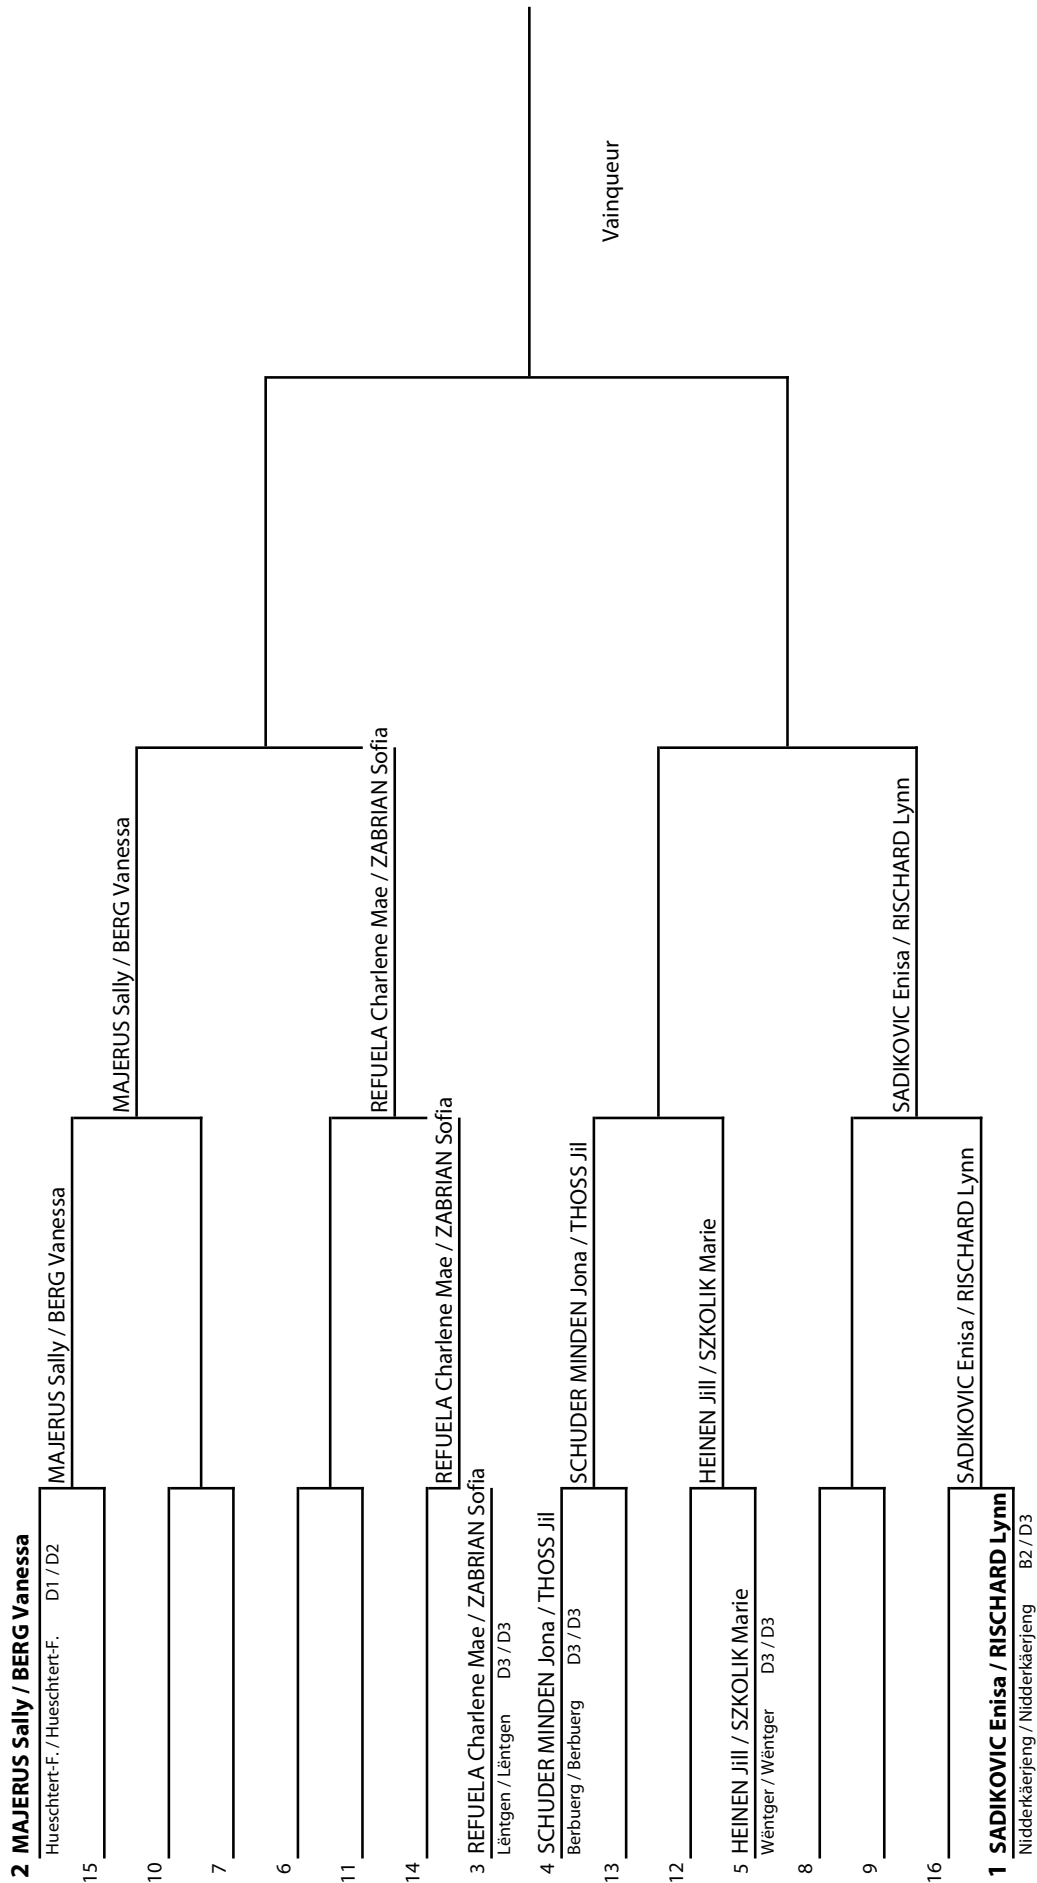 1 SADIKOVIC Enisa / RISCHARD Lynn
Nidderkäerjeng / Nidderkäerjeng B2 / D3
SADIKOVIC Enisa / RISCHARD Lynn
16
SADIKOVIC Enisa / RISCHARD Lynn
9
8
5 HEINEN Jill / SZKOLIK Marie
Wëntger / Wëntger D3 / D3
HEINEN Jill / SZKOLIK Marie
12
13
SCHUDER MINDEN Jona / THOSS Jil
4 SCHUDER MINDEN Jona / THOSS Jil
Berbuerg / Berbuerg D3 / D3
Vainqueur
3 REFUELA Charlene Mae / ZABRIAN Sofia
Lëntgen / Lëntgen D3 / D3
REFUELA Charlene Mae / ZABRIAN Sofia
14
REFUELA Charlene Mae / ZABRIAN Sofia
11
6
7
10
MAJERUS Sally / BERG Vanessa
15
MAJERUS Sally / BERG Vanessa
2 MAJERUS Sally / BERG Vanessa
Hueschtert-F. / Hueschtert-F. D1 / D2